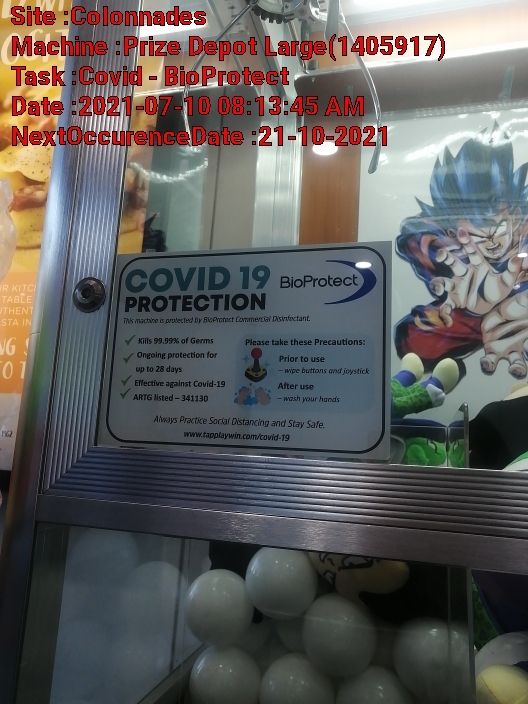 Site :Colonnades
Machine :Prize Depot Large(1405917)
Task :Covid - BioProtect
Date :2021-07-10 08:13:45 AM
NextOccurenceDate :21-10-2021
COVID 19
PROTECTION
BioProtect
This machine is protected by BioProtect Commercial Disinfectant.
Kills 99.99% of Germs
Ongoing protection for
up to 28 days
Effective against Covid-19
ARTG listed – 341130
Please take these Precautions:
Prior to use
– wipe buttons and joystick
After use
– wash your hands
Always Practice Social Distancing and Stay Safe.
www.tapplaywin.com/covid-19